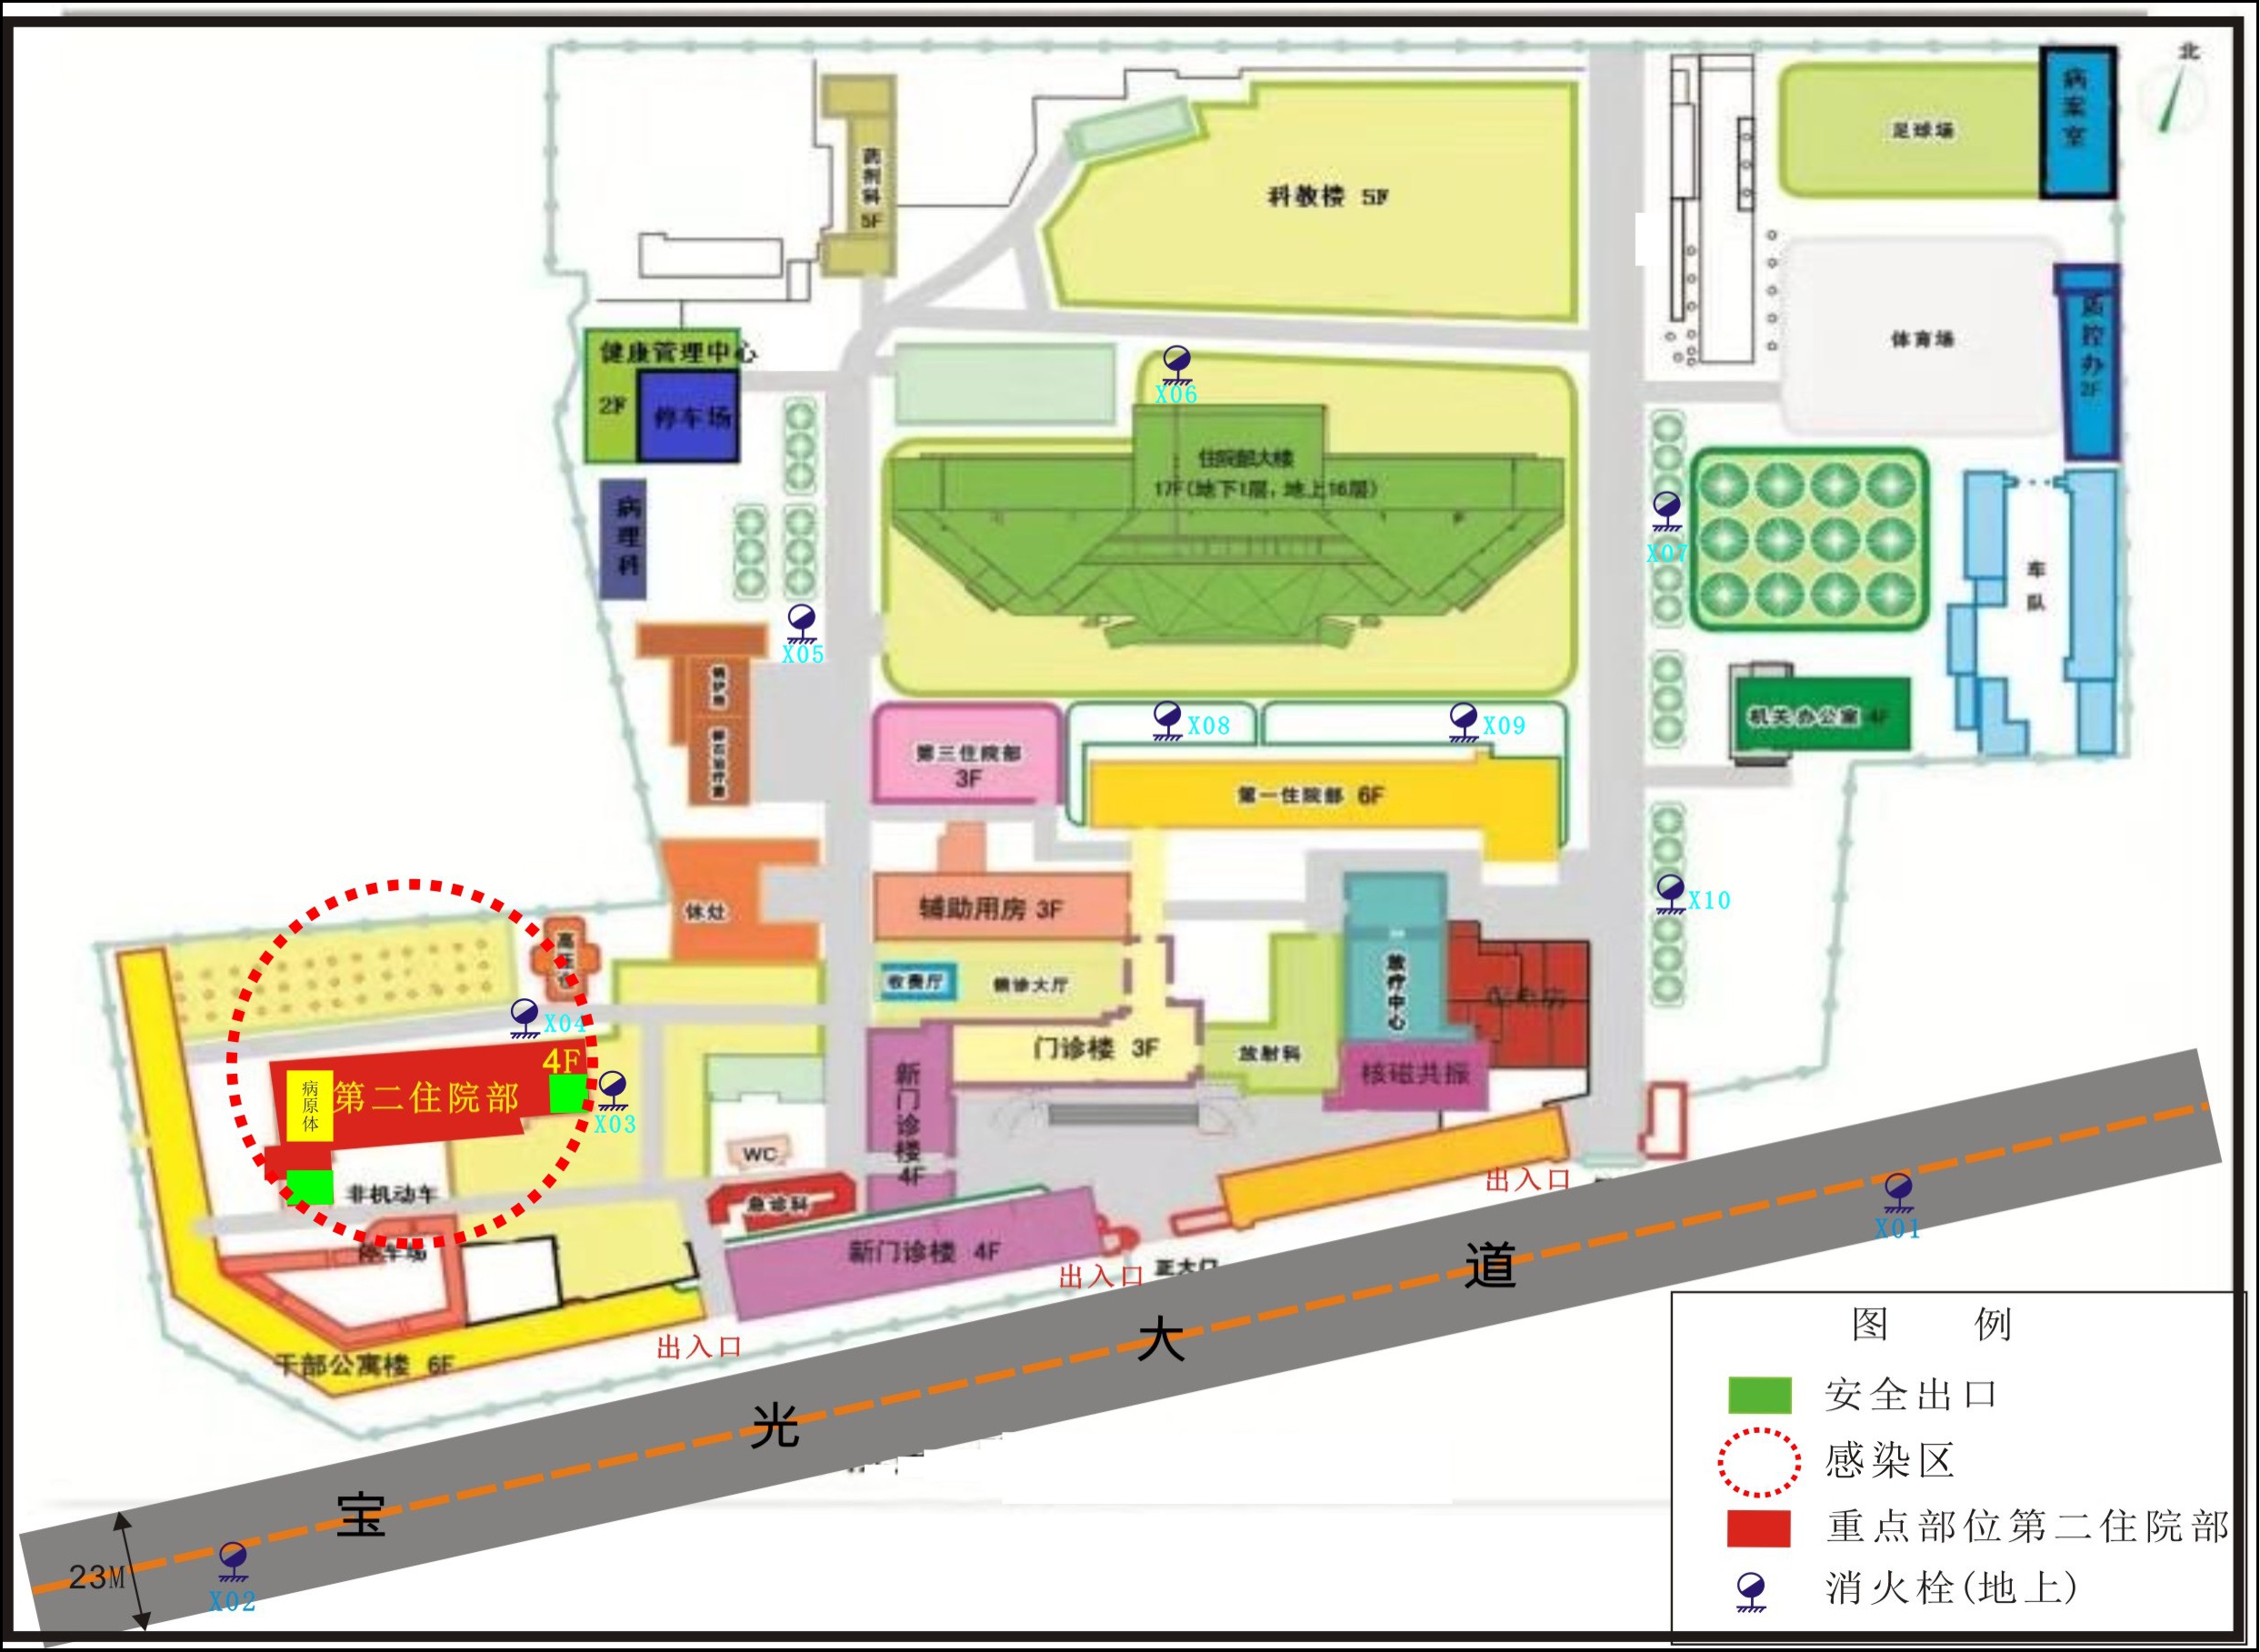 北
病案室
足球场
药剂科
5F
科教楼 5F
体育场
质控办
2F
健康管理中心
2F
停车场
X06
住院部大楼
17F(地下1层，地上16层)
病理科
X07
车队
X05
锅炉房
碎石治疗室
机关办公室 4F
第三住院部
3F
X08
X09
第一住院部 6F
休灶
辅助用房 3F
X10
收费厅
候诊大厅
放疗中心
X04
4F
病原体
第二住院部
X03
新门诊楼
4F
门诊楼 3F
放射科
核磁共振
WC
急诊科
非机动车
停车场
新门诊楼 4F
出入口
出入口
正大门
出入口
干部公寓楼 6F
X01
宝光大道
23M
X02
图 例
安全出口
感染区
重点部位第二住院部
消火栓(地上)